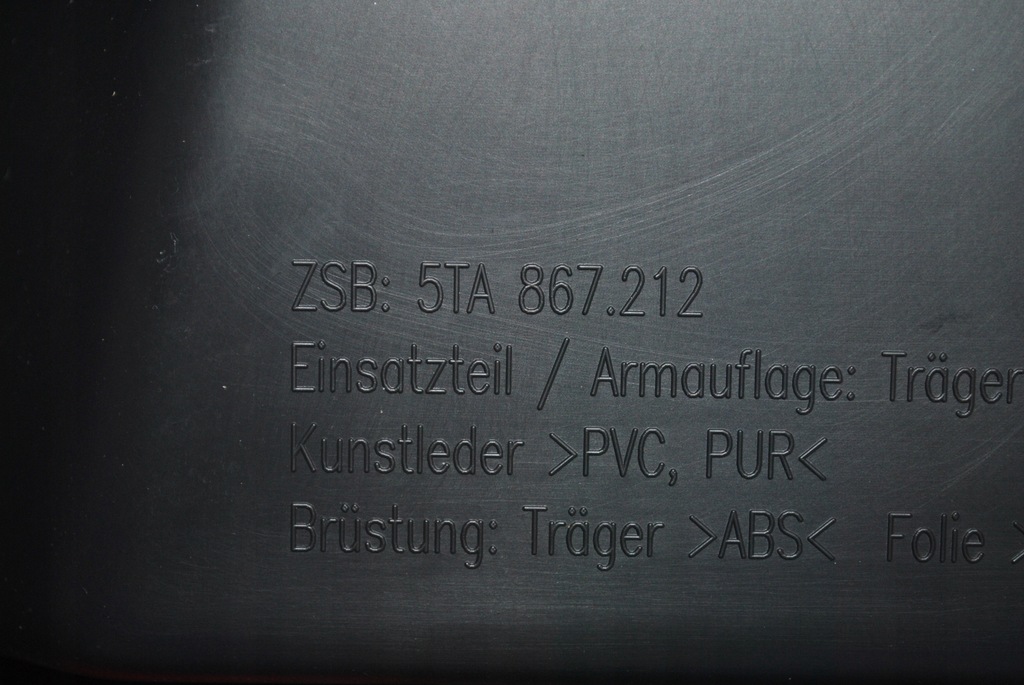 ZSB: 5TA 867.212
Einsatzteil / Armauflage: Träger
Kunstleder >PVC, PUR<
Brüstung: Träger >ABS< Folie >